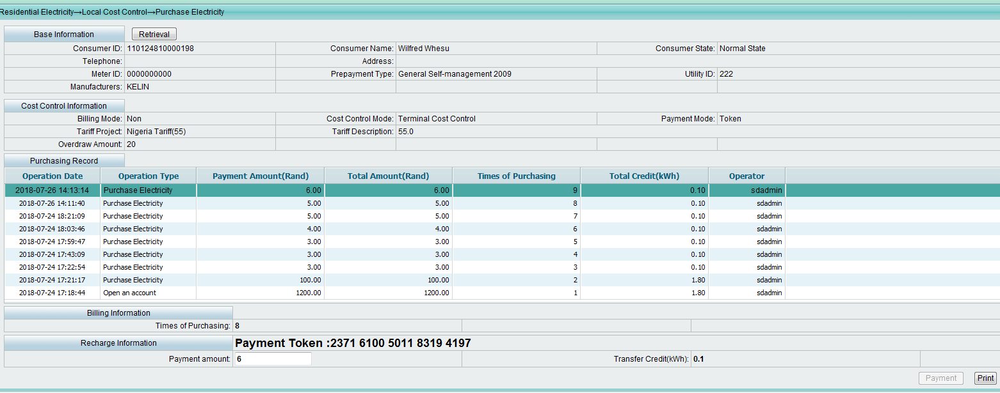 Residential Electricity→Local Cost Control→Purchase Electricity
Base Information Retrieval
Consumer ID: 110124810000198 Consumer Name: Wilfred Whesu Consumer State: Normal State
Telephone: Address:
Meter ID: 0000000000 Prepayment Type: General Self-management 2009 Utility ID: 222
Manufacturers: KELIN
Cost Control Information
Billing Mode: Non Cost Control Mode: Terminal Cost Control Payment Mode: Token
Tariff Project: Nigeria Tariff(55) Tariff Description: 55.0
Overdraw Amount: 20
Purchasing Record
Operation Date Operation Type Payment Amount(Rand) Total Amount(Rand) Times of Purchasing Total Credit(kWh) Operator
2018-07-26 14:13:14 Purchase Electricity 6.00 6.00 9 0.10 sdadmin
2018-07-26 14:11:40 Purchase Electricity 5.00 5.00 8 0.10 sdadmin
2018-07-24 18:21:09 Purchase Electricity 5.00 5.00 7 0.10 sdadmin
2018-07-24 18:03:46 Purchase Electricity 4.00 4.00 6 0.10 sdadmin
2018-07-24 17:59:47 Purchase Electricity 3.00 3.00 5 0.10 sdadmin
2018-07-24 17:43:09 Purchase Electricity 3.00 3.00 4 0.10 sdadmin
2018-07-24 17:22:54 Purchase Electricity 3.00 3.00 3 0.10 sdadmin
2018-07-24 17:21:17 Purchase Electricity 100.00 100.00 2 1.80 sdadmin
2018-07-24 17:18:44 Open an account 1200.00 1200.00 1 1.80 sdadmin
Billing Information
Times of Purchasing: 8
Recharge Information Payment Token :2371 6100 5011 8319 4197
Payment amount: 6 Transfer Credit(kWh): 0.1
Payment Print